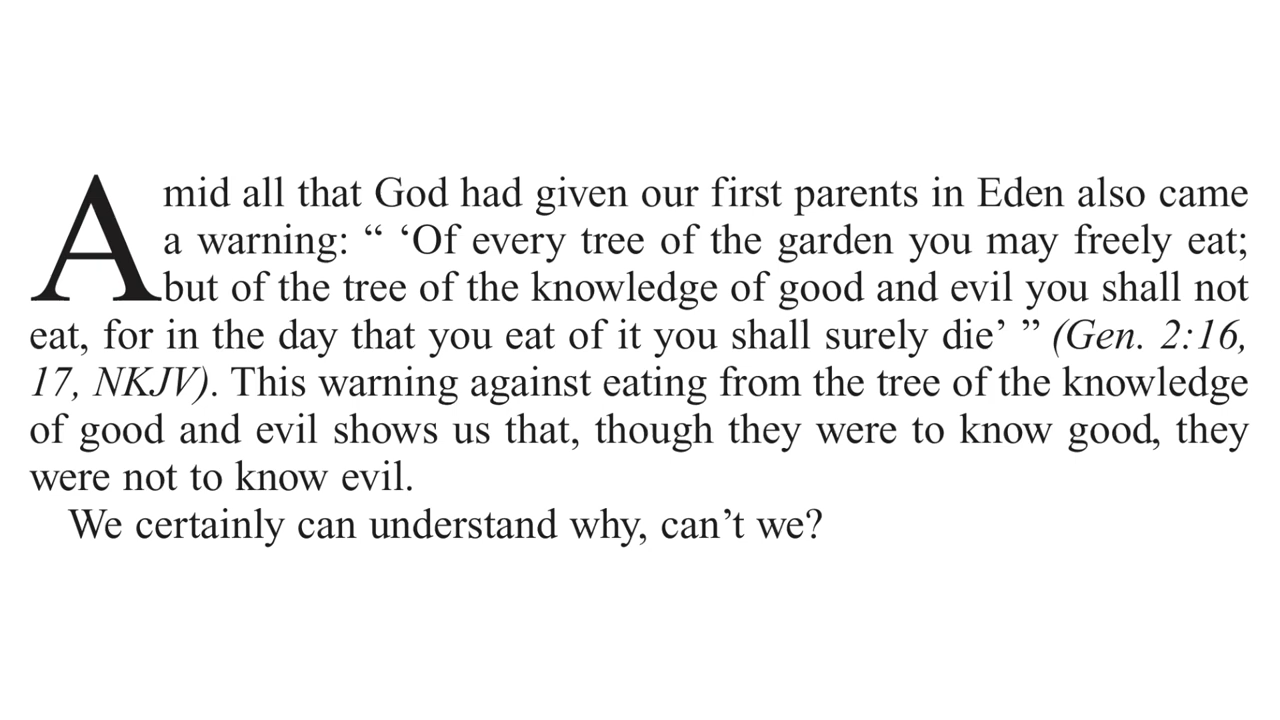 Amid all that God had given our first parents in Eden also came
a warning: “ ‘Of every tree of the garden you may freely eat;
but of the tree of the knowledge of good and evil you shall not
eat, for in the day that you eat of it you shall surely die’ ” (Gen. 2:16,
17, NKJV). This warning against eating from the tree of the knowledge
of good and evil shows us that, though they were to know good, they
were not to know evil.
We certainly can understand why, can’t we?